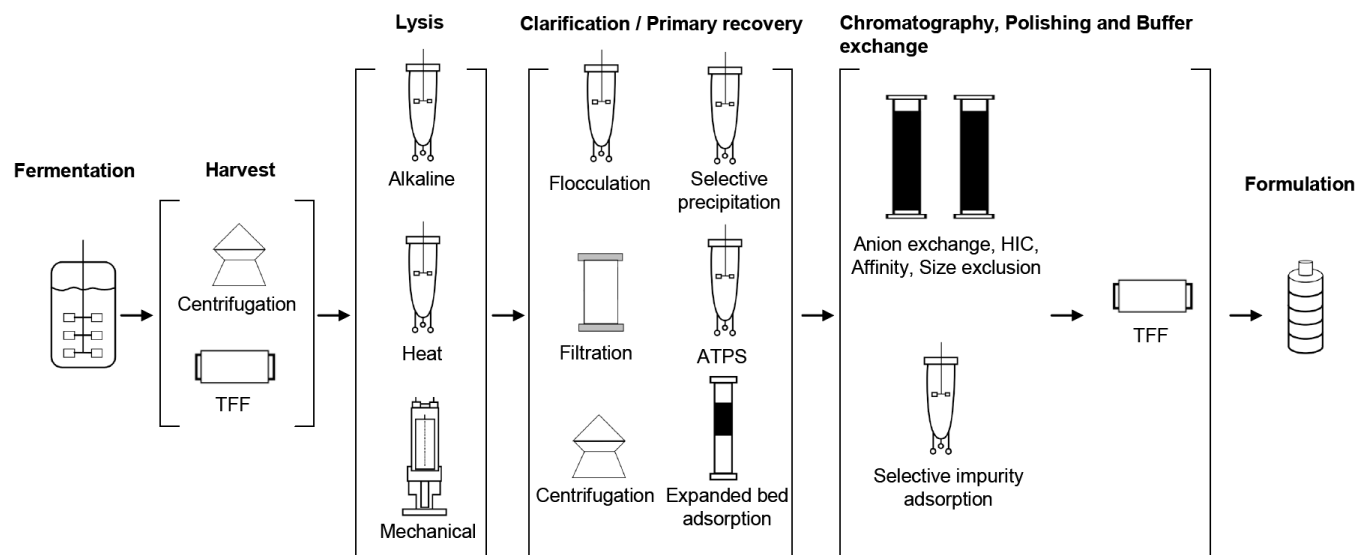 Fermentation
Harvest
Centrifugation
TFF
Lysis
Alkaline
Heat
Mechanical
Clarification / Primary recovery
Flocculation
Selective
precipitation
Filtration
ATPS
Centrifugation
Expanded bed
adsorption
Chromatography, Polishing and Buffer
exchange
Anion exchange, HIC,
Affinity, Size exclusion
Selective impurity
adsorption
TFF
Formulation